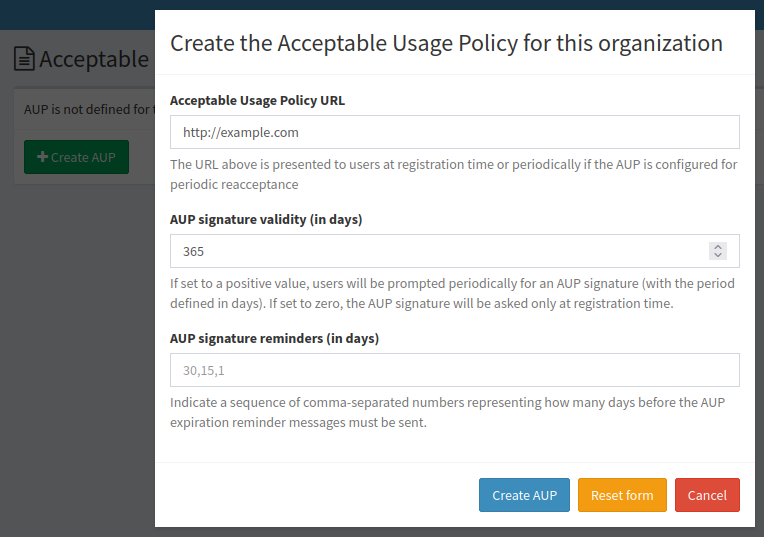 Create the Acceptable Usage Policy for this organization
Acceptable
Acceptable Usage Policy URL
AUP is not defined for
http://example.com
Create AUP
The URL above is presented to users at registration time or periodically if the AUP is configured for
periodic reacceptance
AUP signature validity (in days)
365
If set to a positive value, users will be prompted periodically for an AUP signature (with the period
defined in days). If set to zero, the AUP signature will be asked only at registration time.
AUP signature reminders (in days)
30,15,1
Indicate a sequence of comma-separated numbers representing how many days before the AUP
expiration reminder messages must be sent.
Create AUP Reset form Cancel